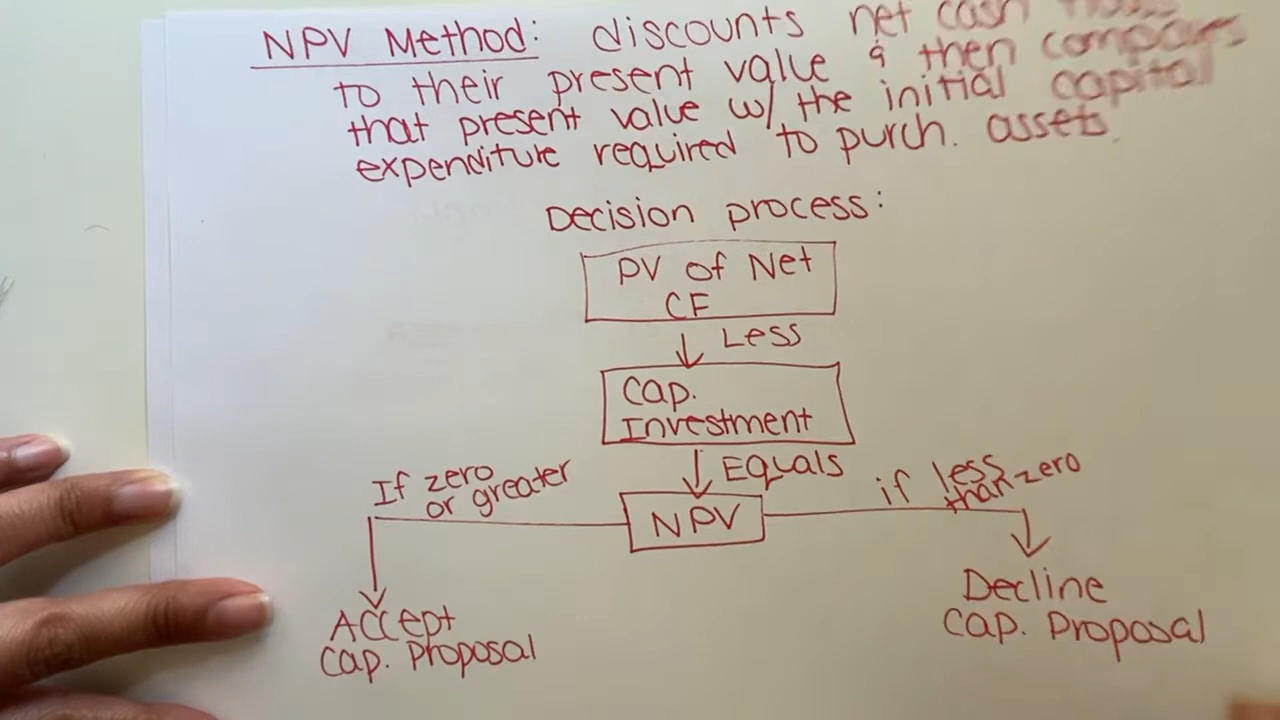 NPV Method: discounts net cash flows
to their present value & then compares
that present value w/ the initial capital
expenditure required to purch. assets.
Decision process:
PV of Net
CF
Less
Cap.
Investment
Equals
If zero
or greater
NPV
if less
than zero
Accept
Cap. Proposal
Decline
Cap. Proposal